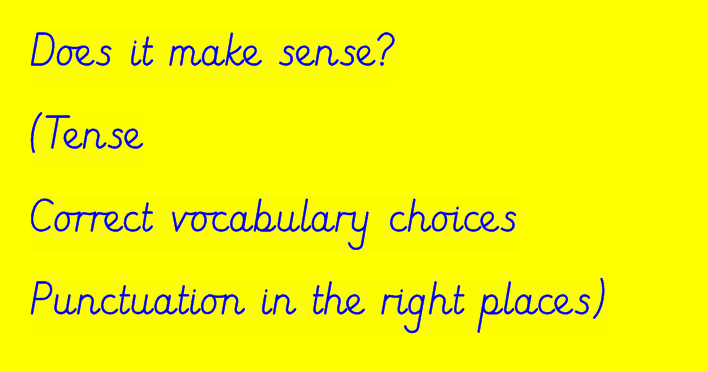 Does it make sense?
(Tense
Correct vocabulary choices
Punctuation in the right places)